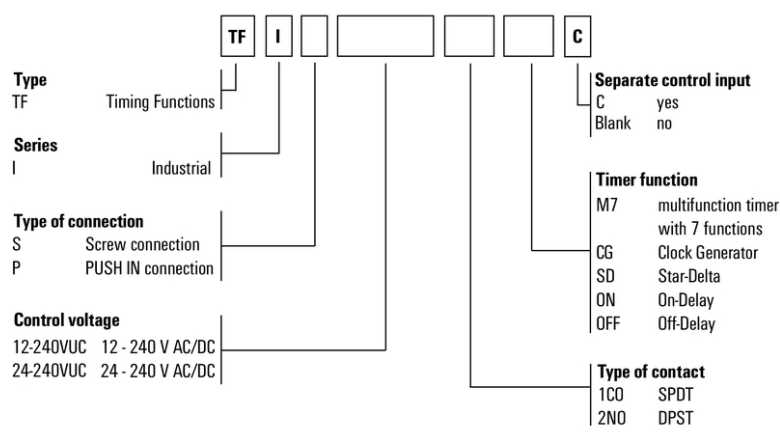 TF I C
Type
TF Timing Functions
Series
I Industrial
Type of connection
S Screw connection
P PUSH IN connection
Control voltage
12-240VUC 12 - 240 V AC/DC
24-240VUC 24 - 240 V AC/DC
Separate control input
C yes
Blank no
Timer function
M7 multifunction timer
with 7 functions
CG Clock Generator
SD Star-Delta
ON On-Delay
OFF Off-Delay
Type of contact
1CO SPDT
2NO DPST